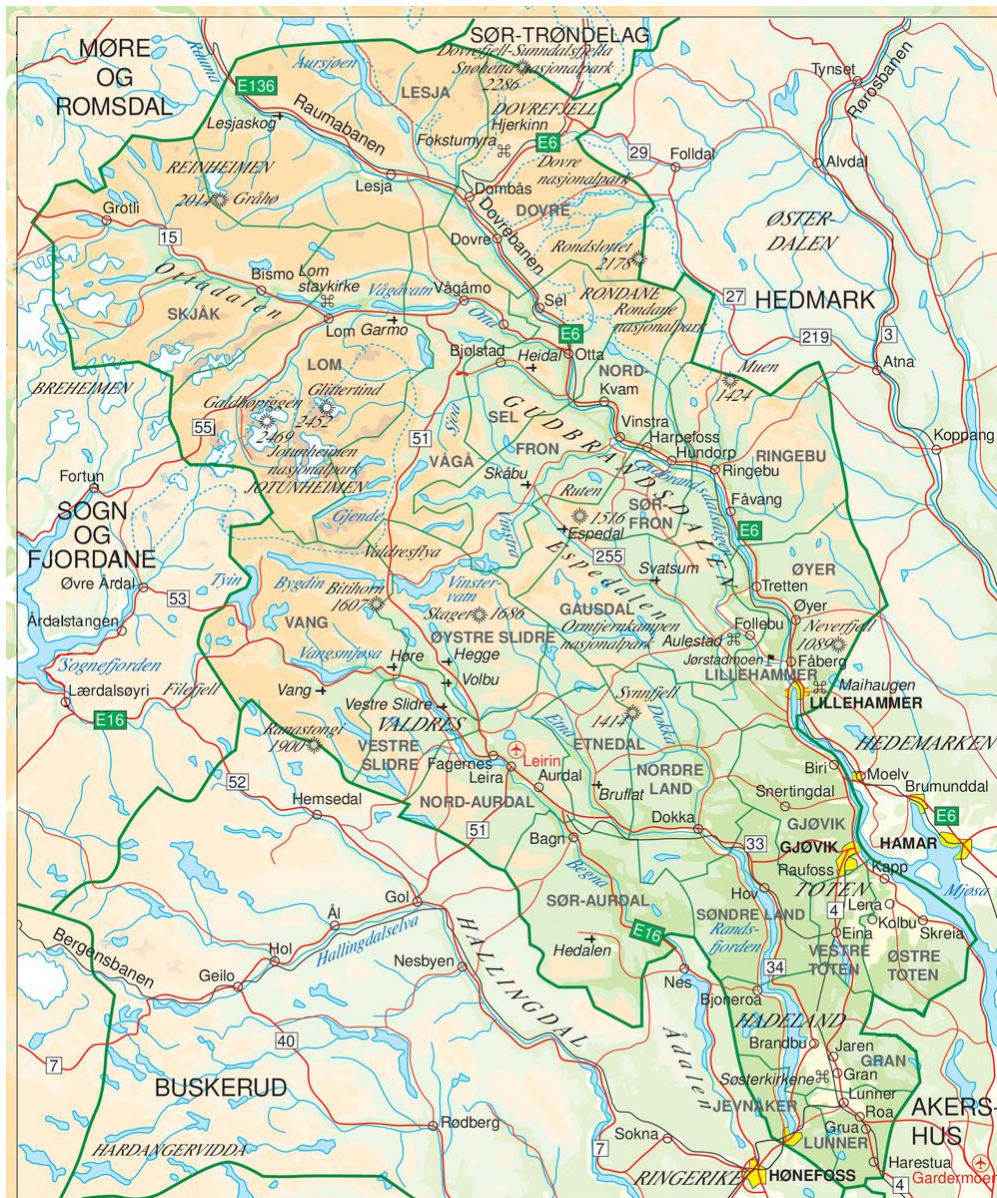 SØR-TRØNDELAG
MØRE
OG
ROMSDAL
Rauma
Aursjøen
Dovrefjell-Sunndalsfjella
Snøhetta nasjonalpark
2286
Tynset
Rørosbanen
E136
LESJA
DOVREFJELL
Lesjaskog
Raumabanen
Hjerkinn
Fokstumyra
E6
29
Folldal
Alvdal
REINHEIMEN
2014
Gråhø
Lesja
Dovre
nasjonalpark
Dombås
DOVRE
Grotli
ØSTER-
DALEN
15
Dovre
Dovrebanen
Rondslottet
2178
Ottadalen
Bismo
Lom
stavkirke
Vågåvatn
Vågåmo
Sel
RONDANE
Rondane
nasjonalpark
27
HEDMARK
SKJÅK
Lom
Garmo
Otta
E6
219
3
Bjølstad
Heidal
Otta
LOM
NORD-
Muen
1424
Atna
BREHEIMEN
Glittertind
2452
Galdhøpiggen
2469
Kvam
GUDBRANDSDALEN
SEL
Sjoa
55
51
Vinstra
Harpefoss
Koppang
Jotunheimen
nasjonalpark
JOTUNHEIMEN
VÅGÅ
FRON
Hundorp
RINGEBU
Ringebu
Fortun
Skåbu
Gudbrandsdalslågen
SOGN
OG
FJORDANE
Gjende
Ruten
1516
SØR-
FRON
Fåvang
Vinstra
Espedal
E6
Espedalen
255
Valdresflya
Øvre Årdal
Tyin
Bygdin
Bitihorn
1607
Vinster-
vatn
Svatsum
ØYER
Tretten
53
Skaget
1686
GAUSDAL
Ormtjernkampen
nasjonalpark
Øyer
Årdalstangen
VANG
ØYSTRE SLIDRE
Follebu
Neverfjell
1089
Aulestad
Vangsmjøsa
Høre
Hegge
Jørstadmoen
Fåberg
Sognefjorden
Volbu
LILLEHAMMER
Lærdalsøyri
Filefjell
Vang
Synnfjell
1414
Maihaugen
LILLEHAMMER
E16
Vestre Slidre
VALDRES
Etna
Dokka
Ranastongi
1900
VESTRE
SLIDRE
ETNEDAL
HEDEMARKEN
Fagernes
Leirin
Leira
Aurdal
NORDRE
LAND
Biri
Moelv
52
Bruflat
Snertingdal
Brumunddal
Hemsedal
NORD-AURDAL
E6
51
Dokka
GJØVIK
Bagn
33
GJØVIK
HAMAR
Raufoss
Kapp
Begna
Hov
TOTEN
Mjøsa
Gol
SØR-AURDAL
SØNDRE LAND
4
Lena
Ål
E16
Rands-
fjorden
Kolbu
Skreia
Bergensbanen
Hallingdalselva
HALLINGDAL
Eina
Hol
Hedalen
VESTRE
TOTEN
ØSTRE
TOTEN
Nesbyen
Geilo
Nes
34
Bjoneroa
HADELAND
Ådalen
40
Brandbu
Jaren
GRAN
7
Søsterkirkene
Gran
BUSKERUD
JEVNAKER
Lunner
Roa
AKERS-
HUS
Rødberg
Grua
LUNNER
HARDANGERVIDDA
7
Sokna
Harestua
RINGERIKE
HØNEFOSS
4
Gardermoen